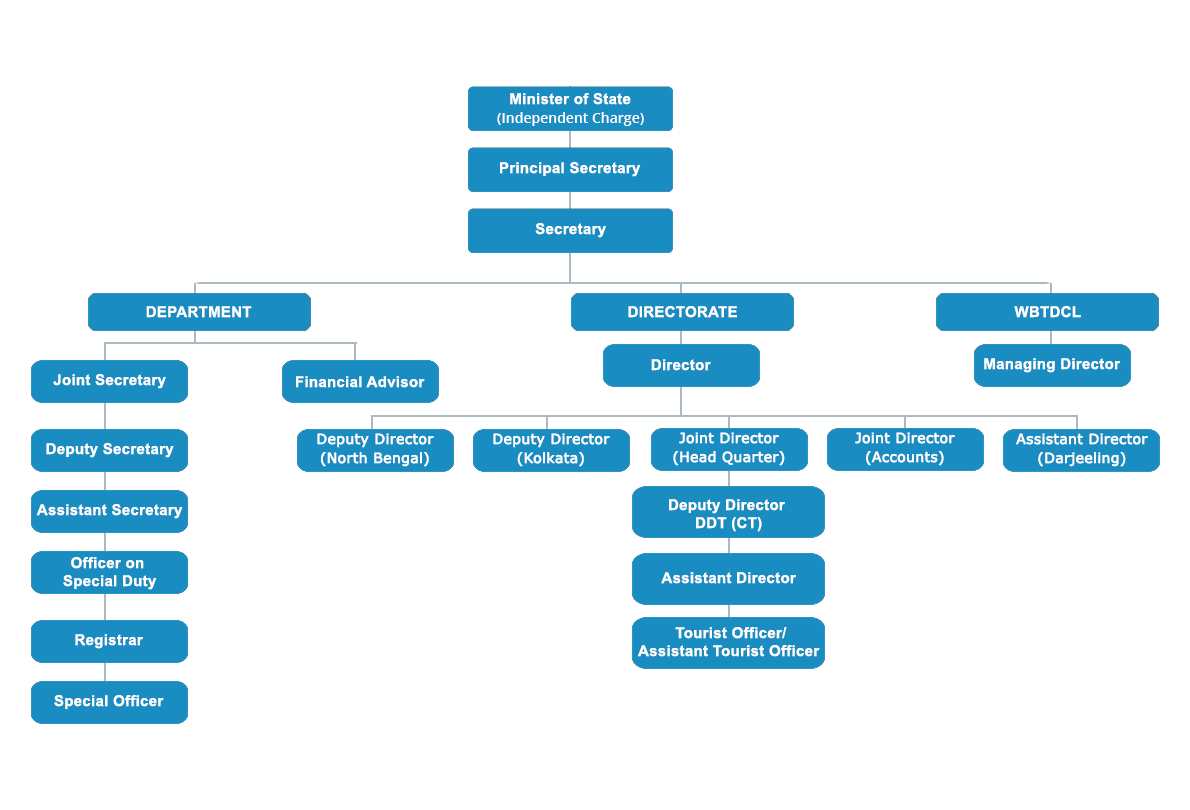 Minister of State
(Independent Charge)
Principal Secretary
Secretary
DEPARTMENT
DIRECTORATE
WBTDCL
Joint Secretary
Financial Advisor
Director
Managing Director
Deputy Secretary
Assistant Secretary
Officer on
Special Duty
Registrar
Special Officer
Deputy Director
(North Bengal)
Deputy Director
(Kolkata)
Joint Director
(Head Quarter)
Joint Director
(Accounts)
Assistant Director
(Darjeeling)
Deputy Director
DDT (CT)
Assistant Director
Tourist Officer/
Assistant Tourist Officer